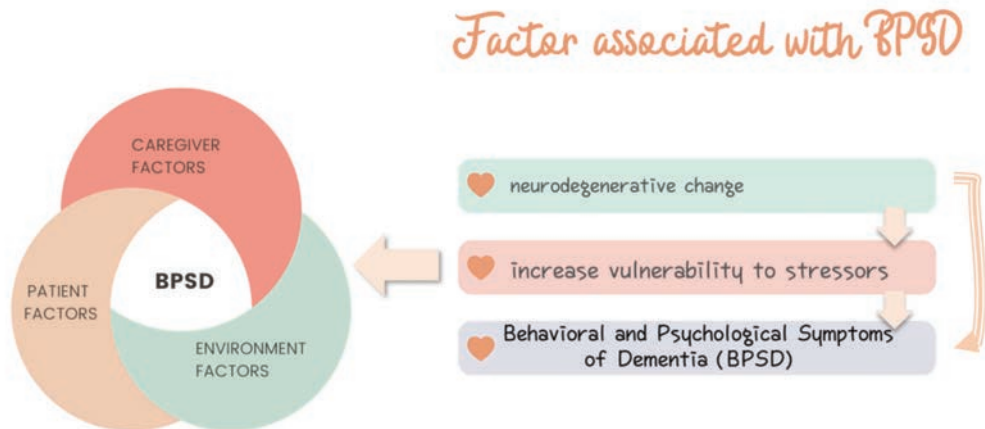 Factor associated with BPSD
CAREGIVER
FACTORS
PATIENT
FACTORS
BPSD
ENVIRONMENT
FACTORS
neurodegenerative change
increase vulnerability to stressors
Behavioral and Psychological Symptoms
of Dementia (BPSD)